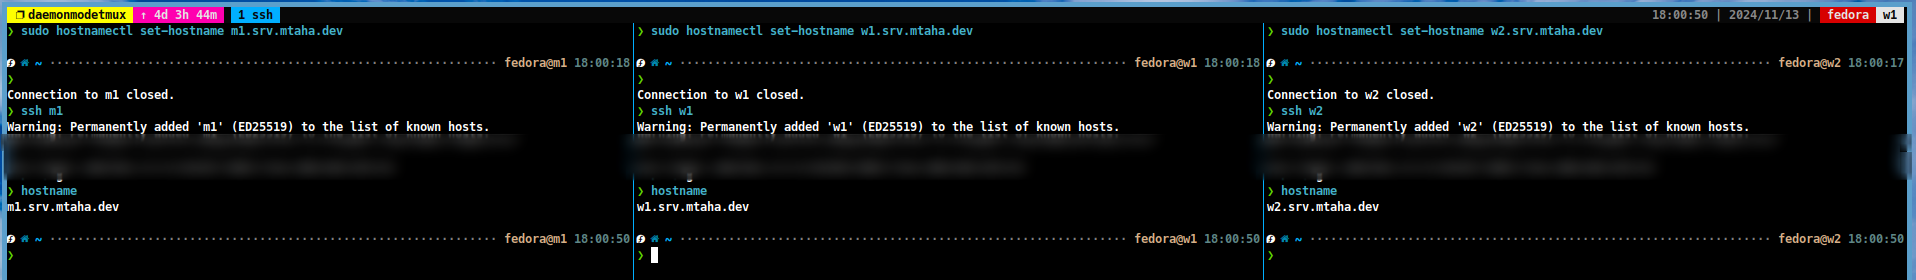 daemonmodetmux ↑ 4d 3h 44m 1 ssh 18:00:50 | 2024/11/13 | fedora w1
❯ sudo hostnamectl set-hostname m1.srv.mtaha.dev
~ fedora@m1 18:00:18
❯
Connection to m1 closed.
❯ ssh m1
Warning: Permanently added 'm1' (ED25519) to the list of known hosts.
❯ hostname
m1.srv.mtaha.dev
~ fedora@m1 18:00:50
❯
❯ sudo hostnamectl set-hostname w1.srv.mtaha.dev
~ fedora@w1 18:00:18
❯
Connection to w1 closed.
❯ ssh w1
Warning: Permanently added 'w1' (ED25519) to the list of known hosts.
❯ hostname
w1.srv.mtaha.dev
~ fedora@w1 18:00:50
❯
❯ sudo hostnamectl set-hostname w2.srv.mtaha.dev
~ fedora@w2 18:00:17
❯
Connection to w2 closed.
❯ ssh w2
Warning: Permanently added 'w2' (ED25519) to the list of known hosts.
❯ hostname
w2.srv.mtaha.dev
~ fedora@w2 18:00:50
❯